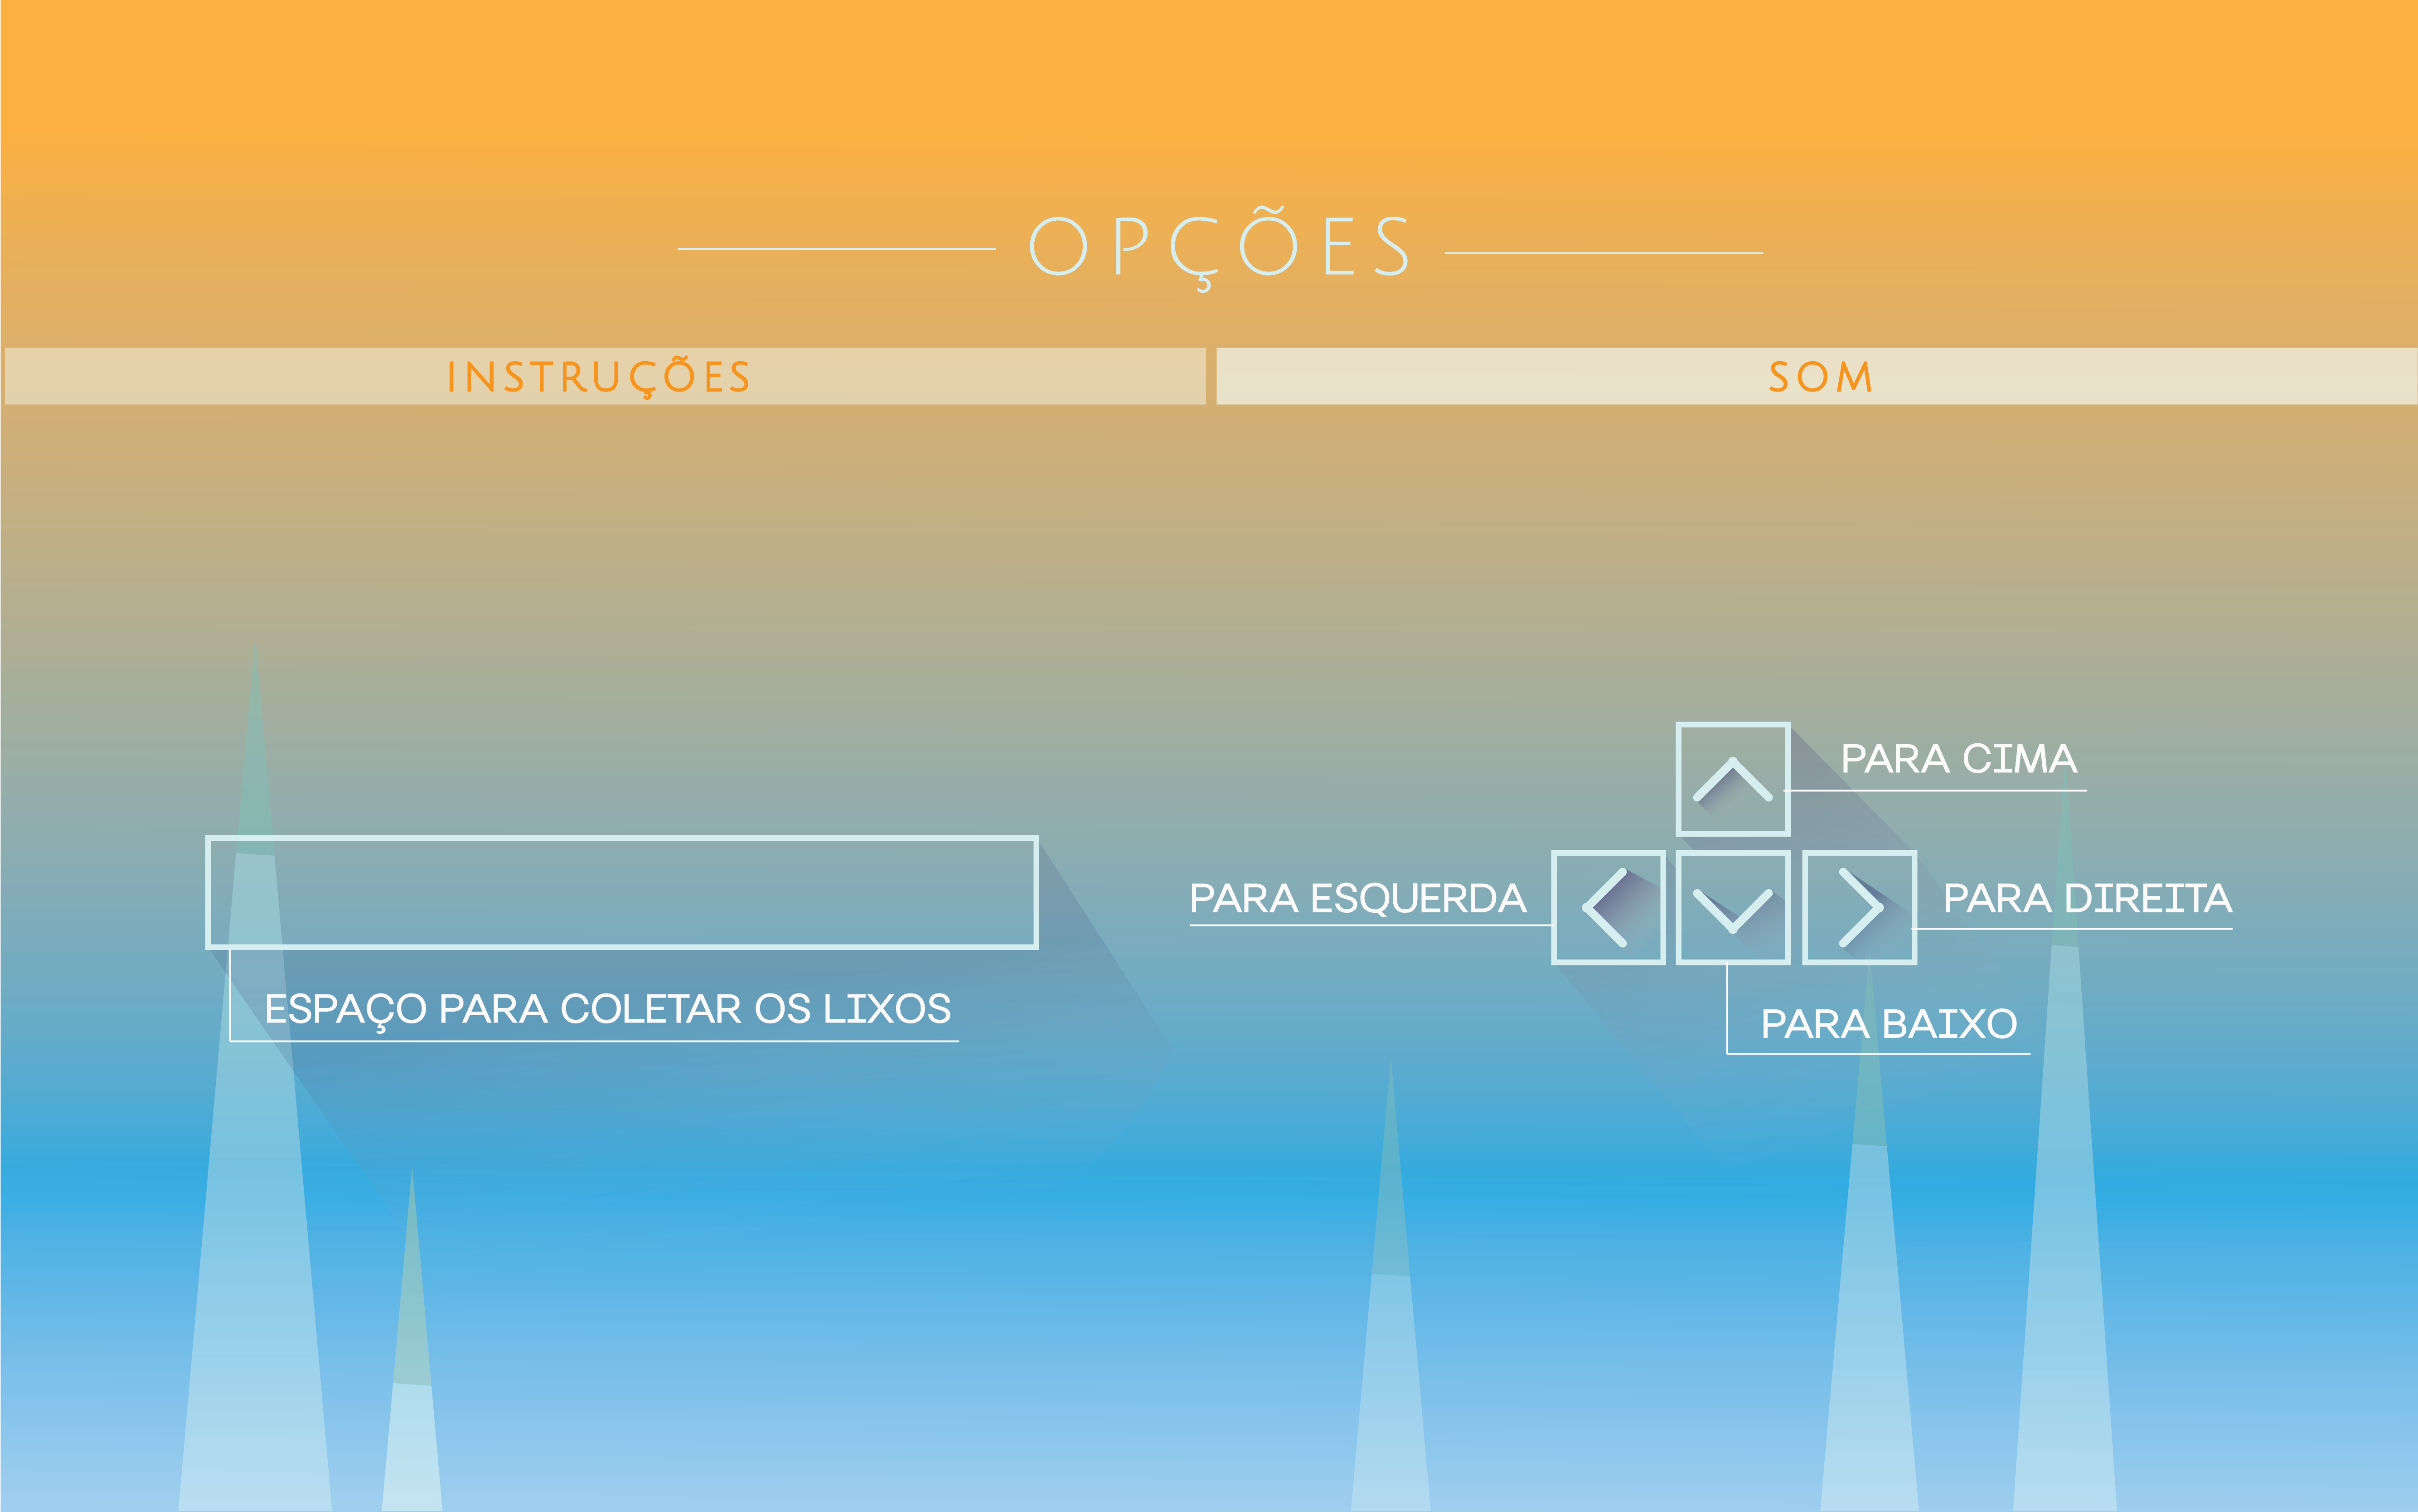 OPÇÕES
INSTRUÇÕES
SOM
PARA CIMA
PARA ESQUERDA
PARA DIREITA
ESPAÇO PARA COLETAR OS LIXOS
PARA BAIXO